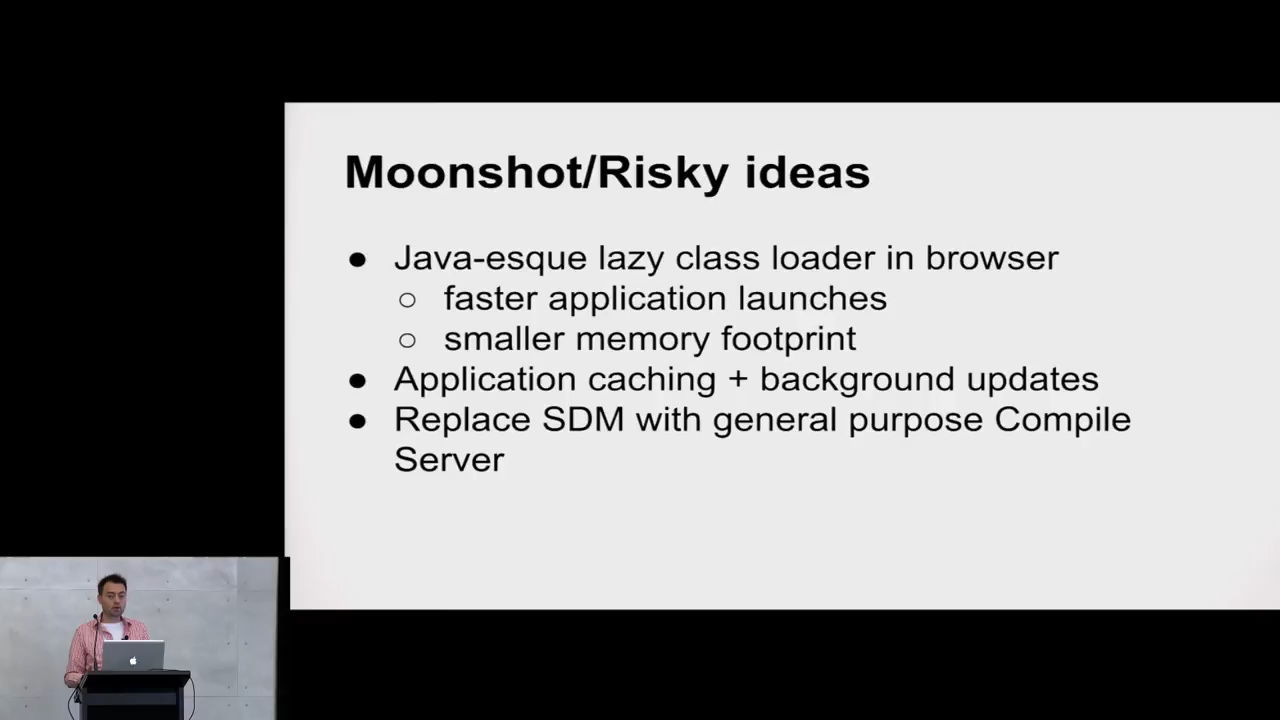 Moonshot/Risky ideas
● Java-esque lazy class loader in browser
○ faster application launches
○ smaller memory footprint
● Application caching + background updates
● Replace SDM with general purpose Compile
Server